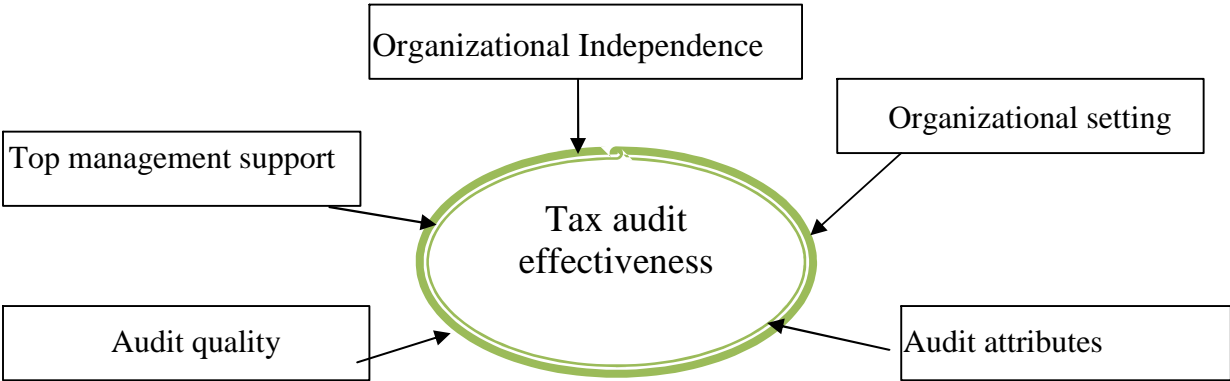 Organizational Independence
Organizational setting
Top management support
Tax audit
effectiveness
Audit quality
Audit attributes